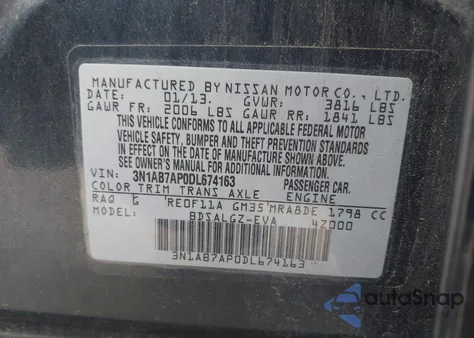 MANUFACTURED BY NISSAN MOTOR CO., LTD.
DATE: 01/13. GVWR: 3816 LBS
GAWR FR: 2006 LBS GAWR RR: 1841 LBS
THIS VEHICLE CONFORMS TO ALL APPLICABLE FEDERAL MOTOR
VEHICLE SAFETY, BUMPER, AND THEFT PREVENTION STANDARDS
IN EFFECT ON THE DATE OF MANUFACTURE SHOWN ABOVE.
SEE OWNER'S MANUAL FOR ADDITIONAL INFORMATION
VIN: 3N1AB7AP0DL674163 PASSENGER CAR.
COLOR TRIM TRANS AXLE ENGINE
RAQ G 'RE0F11A GM35'MRA8DE 1798 CC
BDSALGZ-EVA 4Z000
3N1AB7AP0DL674163
autoSnap